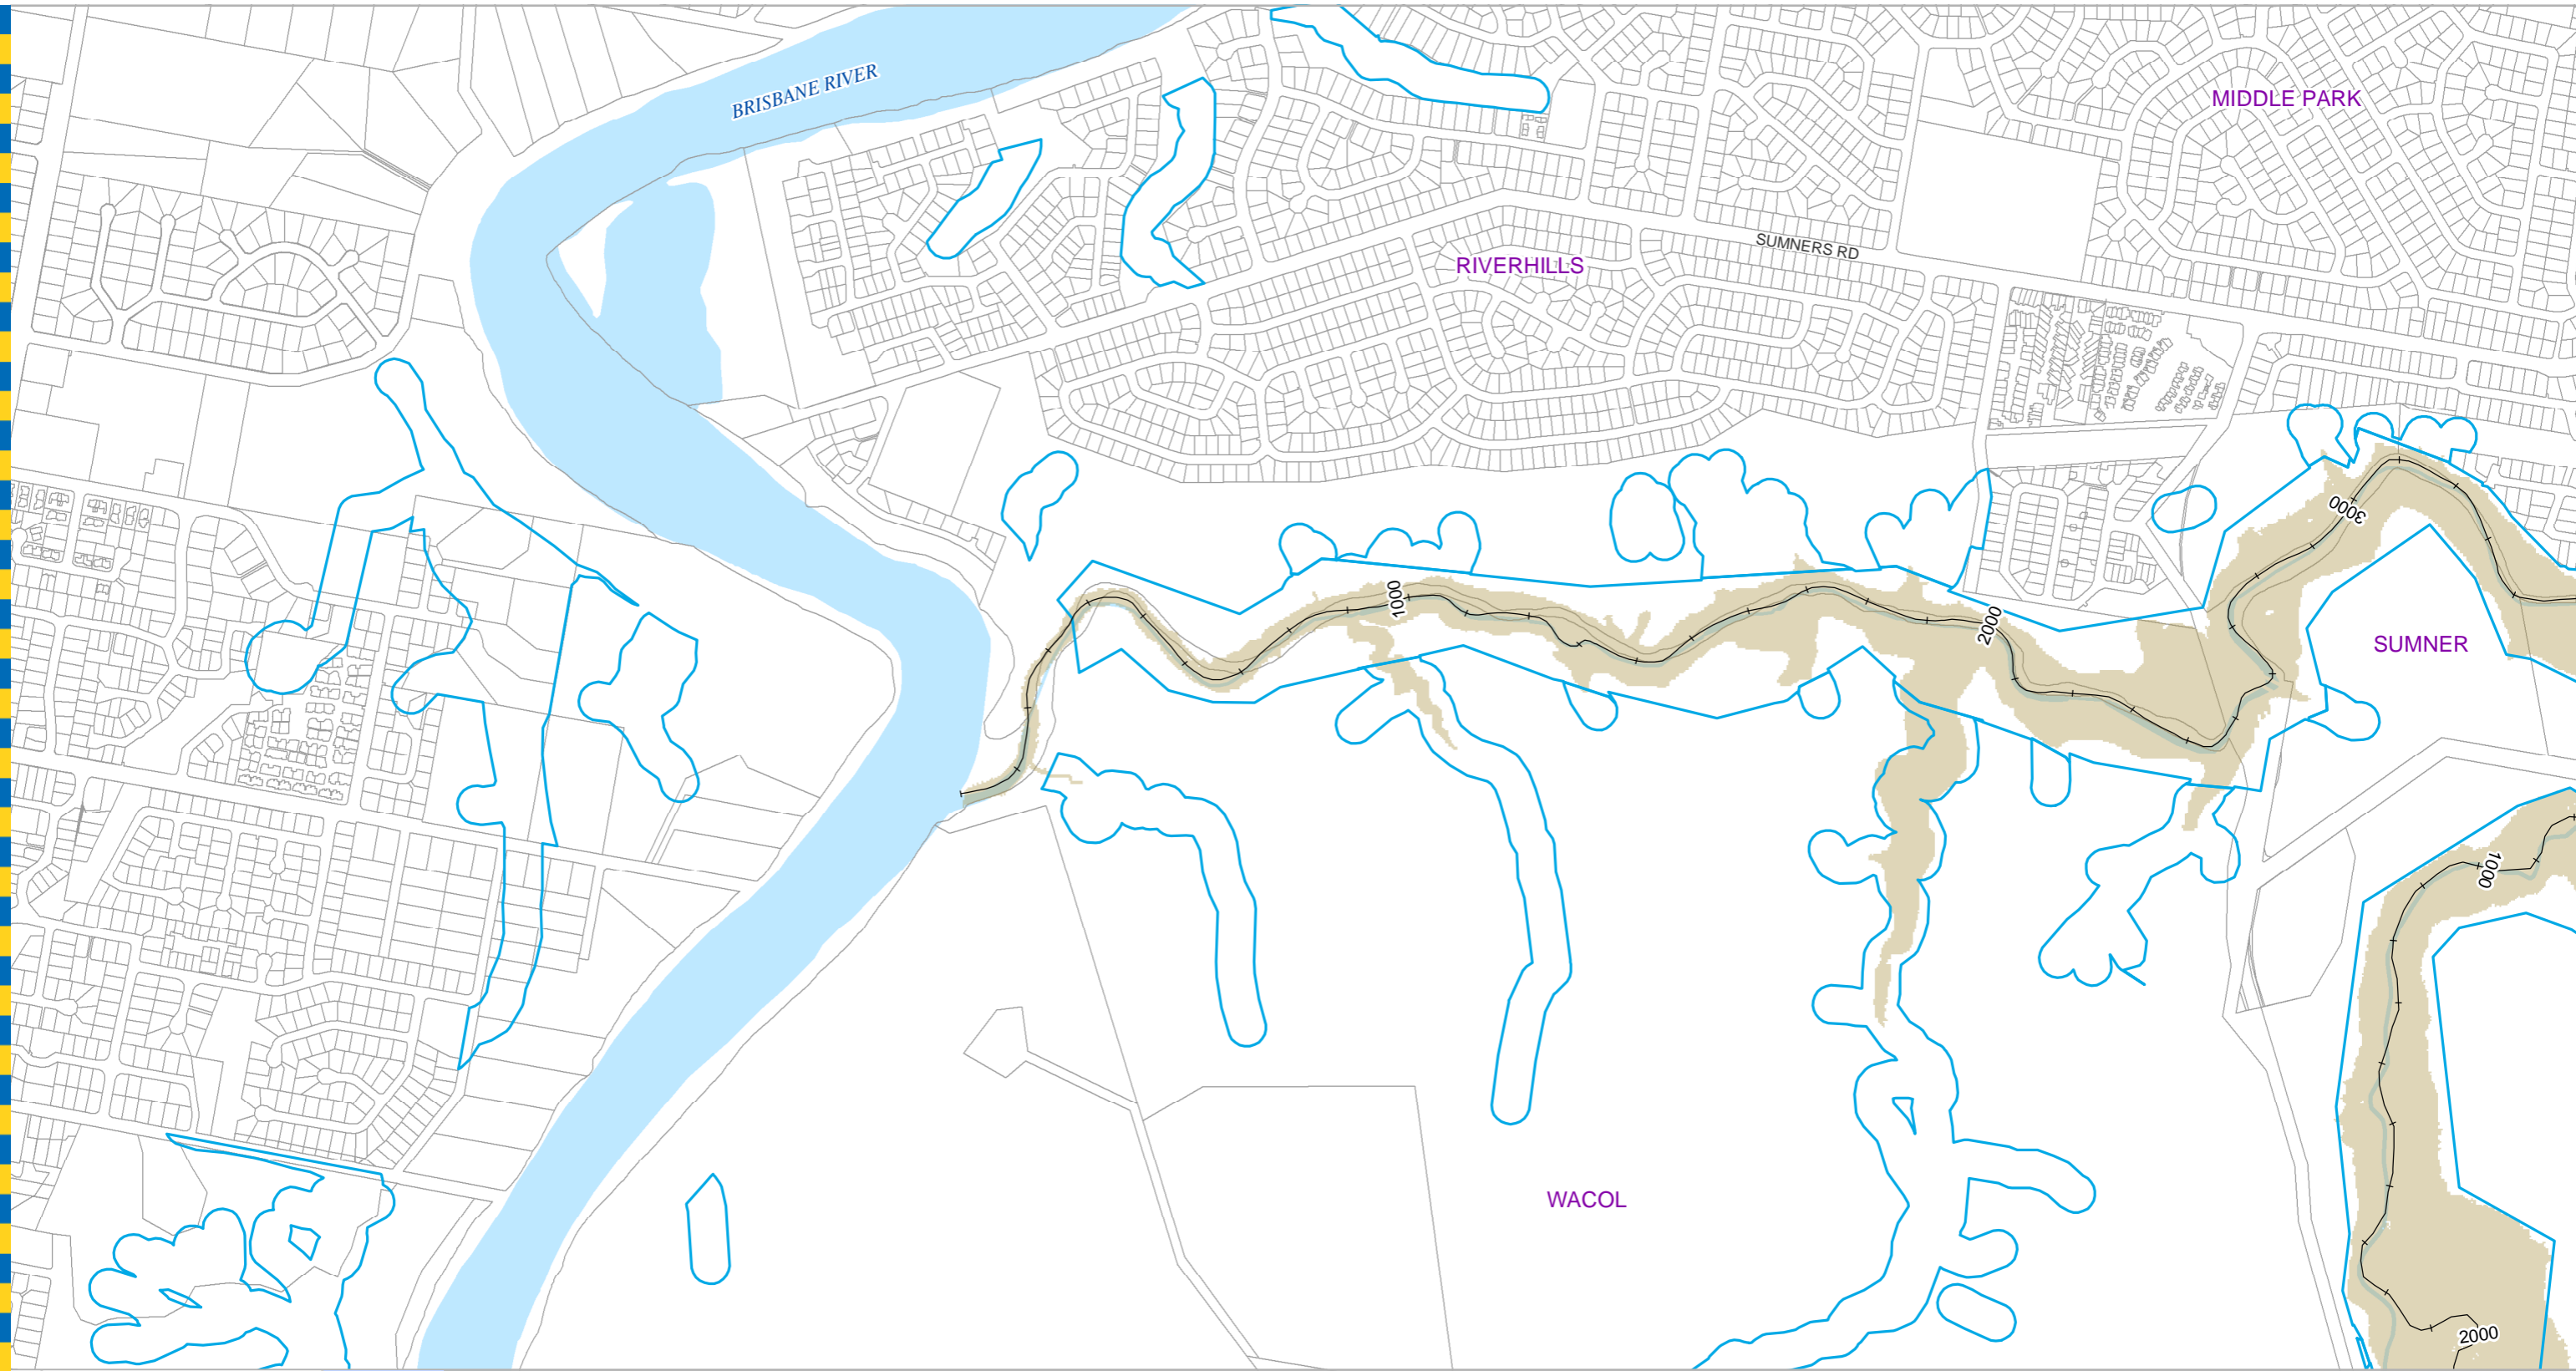 BRISBANE RIVER
MIDDLE PARK
SUMNERS RD
RIVERHILLS
3000
1000
2000
SUMNER
1000
WACOL
2000